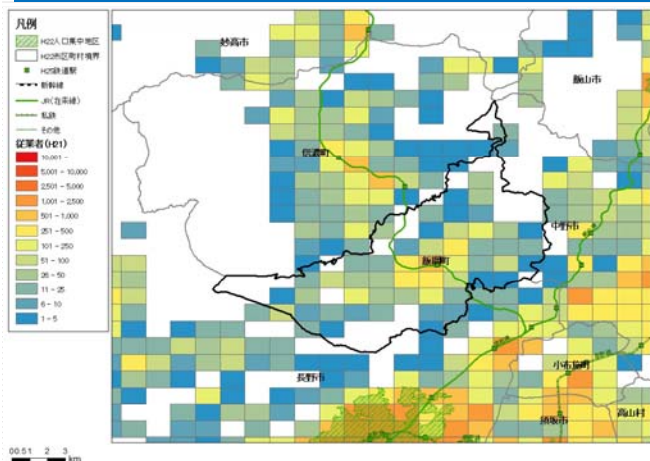 凡例
H22人口集中地区
H22市区町村境界
H25鉄道駅
新幹線
JR(在来線)
私鉄
その他
従業者(H21)
10,001 -
5,001 - 10,000
2,501 - 5,000
1,001 - 2,500
501 - 1,000
251 - 500
101 - 250
51 - 100
26 - 50
11 - 25
6 - 10
1 - 5
妙高市
飯山市
信濃町
中野市
飯綱町
長野市
小布施町
高山村
須坂市
00.51 2 3
km